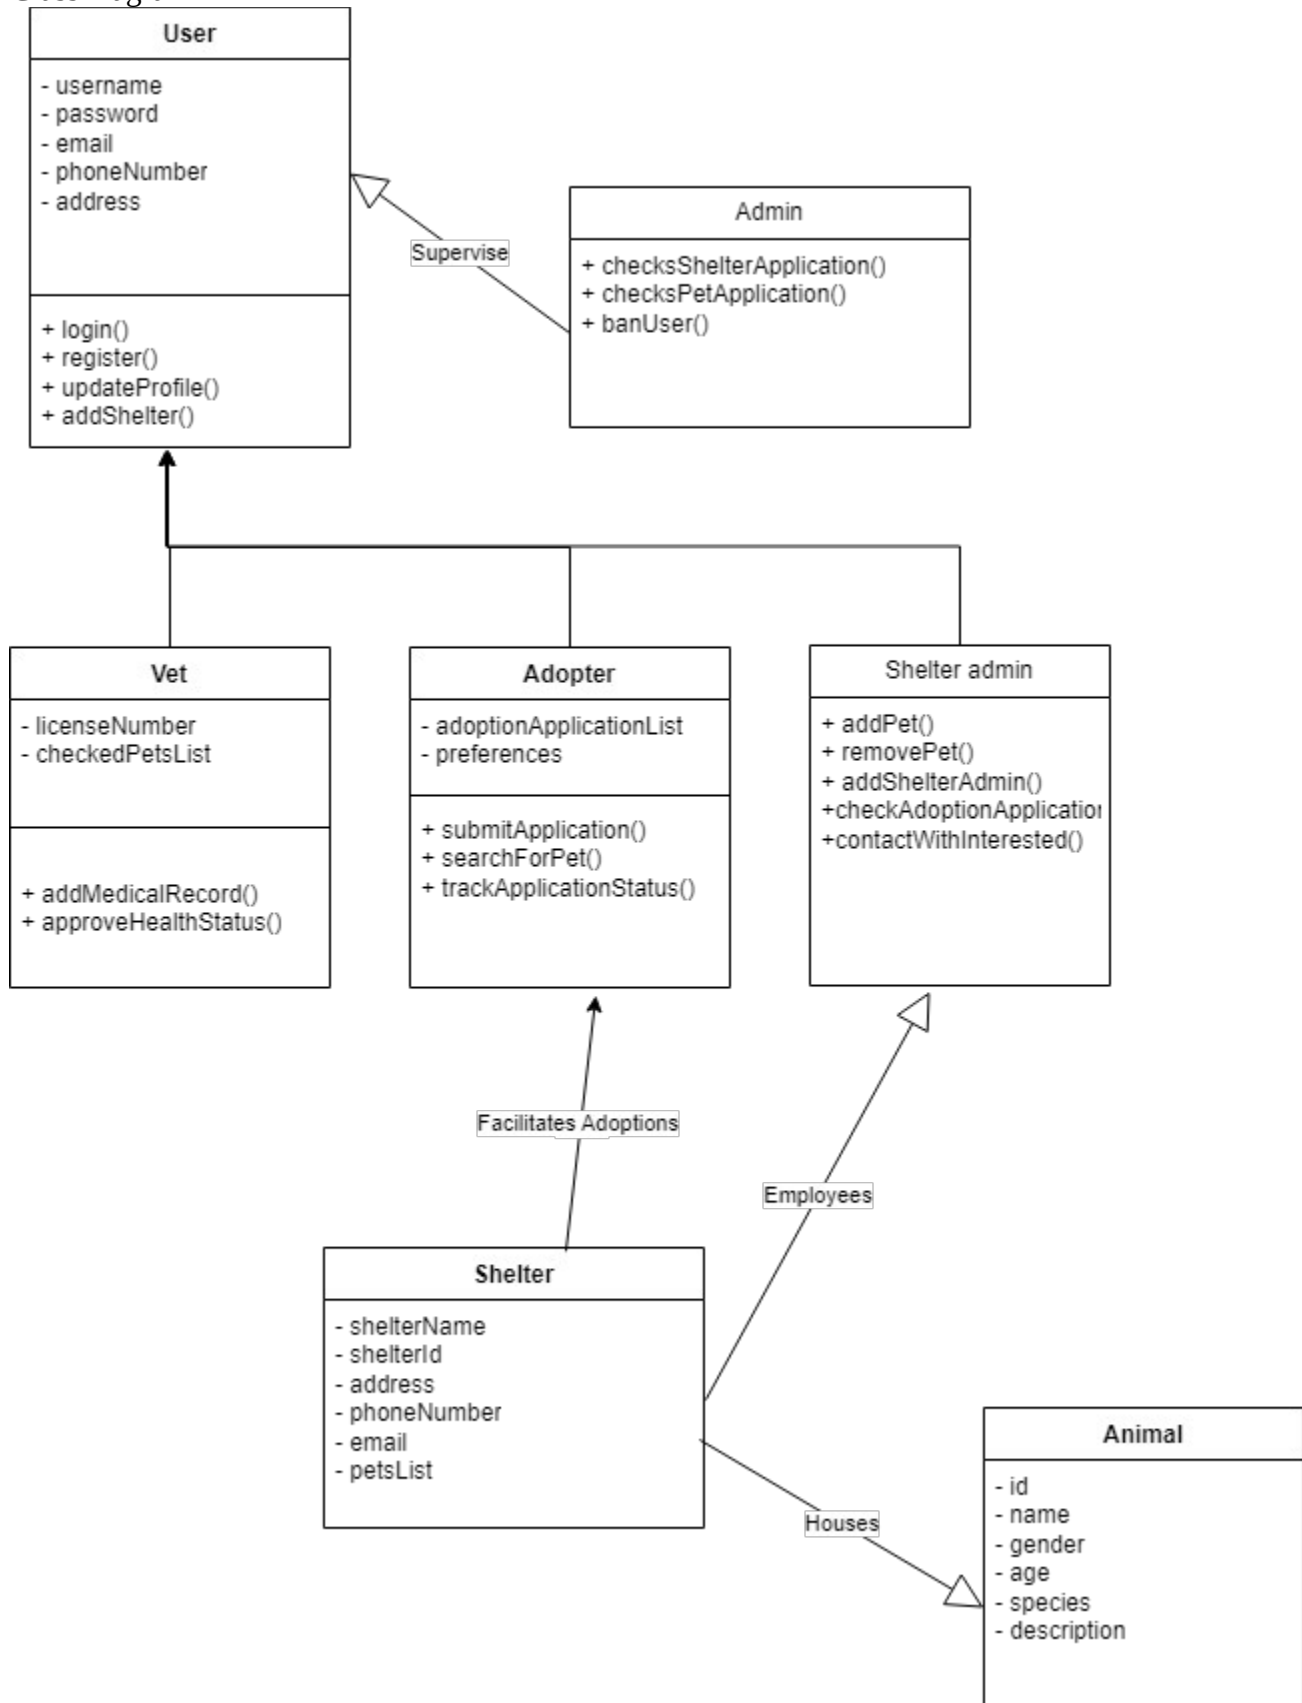 User
- username
- password
- email
- phoneNumber
- address
+ login()
+ register()
+ updateProfile()
+ addShelter()
Supervise
Admin
+ checksShelterApplication()
+ checksPetApplication()
+ banUser()
Vet
- licenseNumber
- checkedPetsList
+ addMedicalRecord()
+ approveHealthStatus()
Adopter
- adoptionApplicationList
- preferences
+ submitApplication()
+ searchForPet()
+ trackApplicationStatus()
Shelter admin
+ addPet()
+ removePet()
+ addShelterAdmin()
+checkAdoptionApplication
+contactWithInterested()
Facilitates Adoptions
Employees
Shelter
- shelterName
- shelterId
- address
- phoneNumber
- email
- petsList
Houses
Animal
- id
- name
- gender
- age
- species
- description